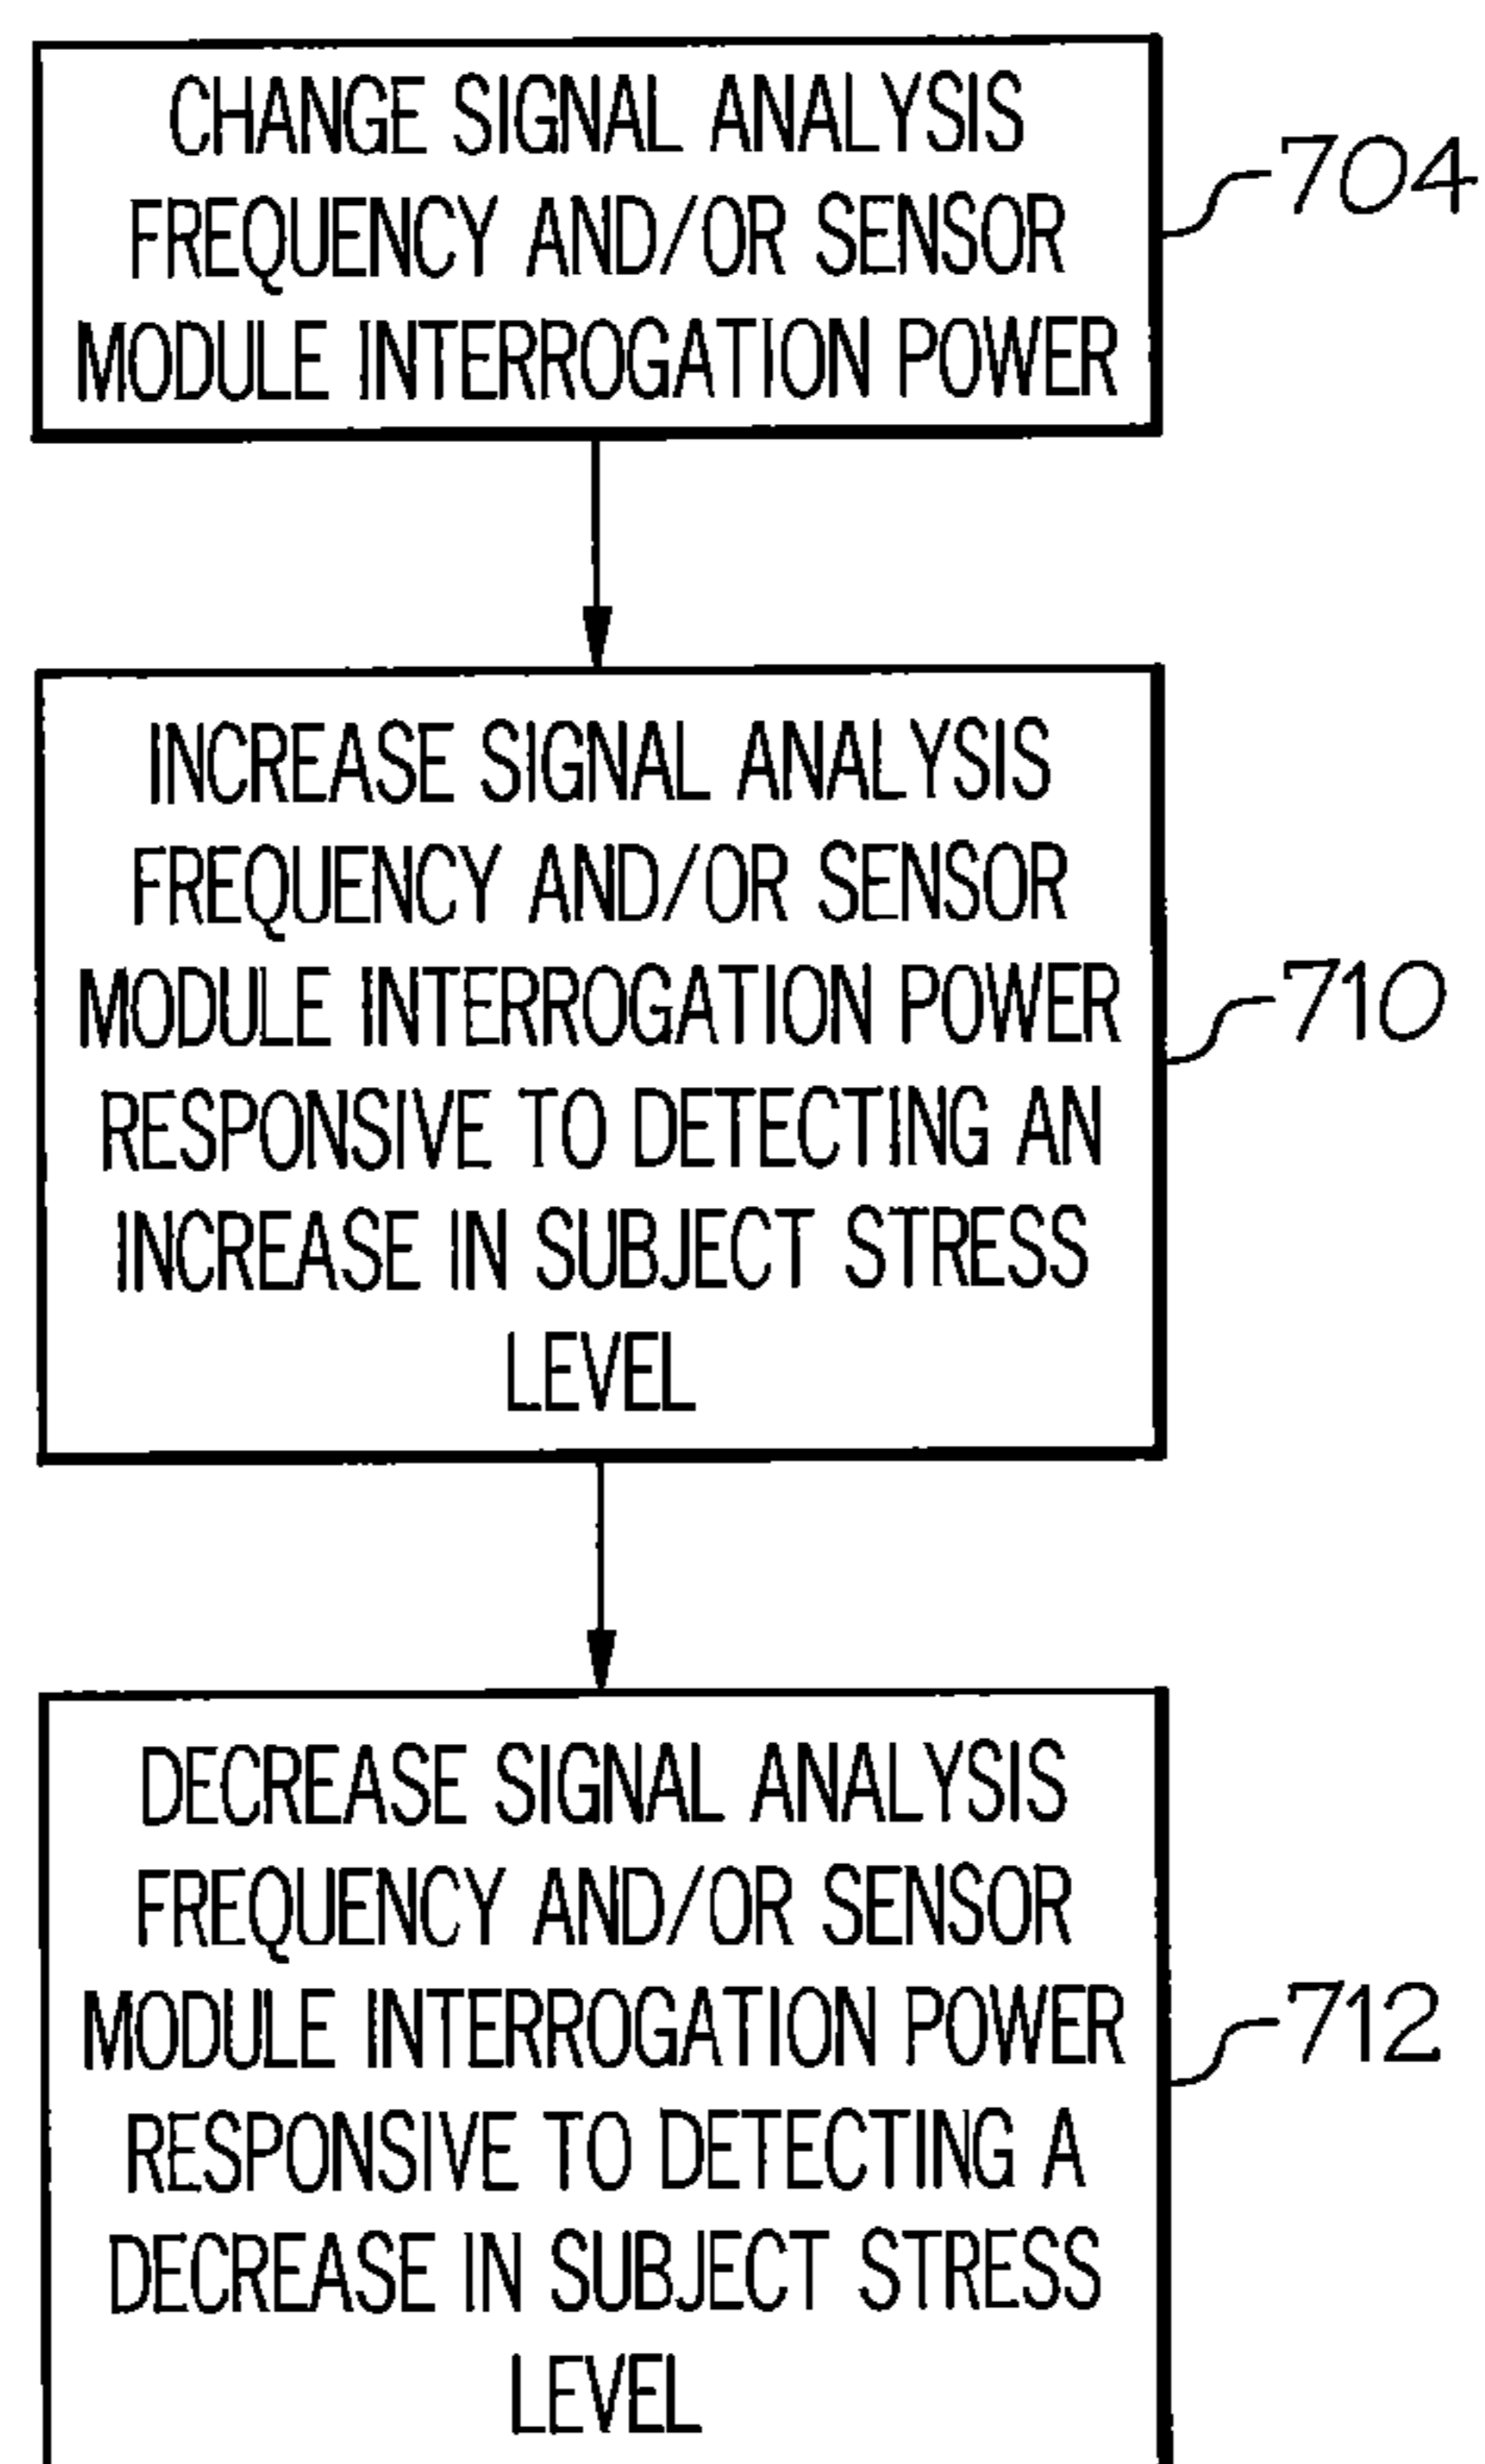 CHANGE SIGNAL ANALYSIS
FREQUENCY AND/OR SENSOR
MODULE INTERROGATION POWER
704
INCREASE SIGNAL ANALYSIS
FREQUENCY AND/OR SENSOR
MODULE INTERROGATION POWER
RESPONSIVE TO DETECTING AN
INCREASE IN SUBJECT STRESS
LEVEL
710
DECREASE SIGNAL ANALYSIS
FREQUENCY AND/OR SENSOR
MODULE INTERROGATION POWER
RESPONSIVE TO DETECTING A
DECREASE IN SUBJECT STRESS
LEVEL
712